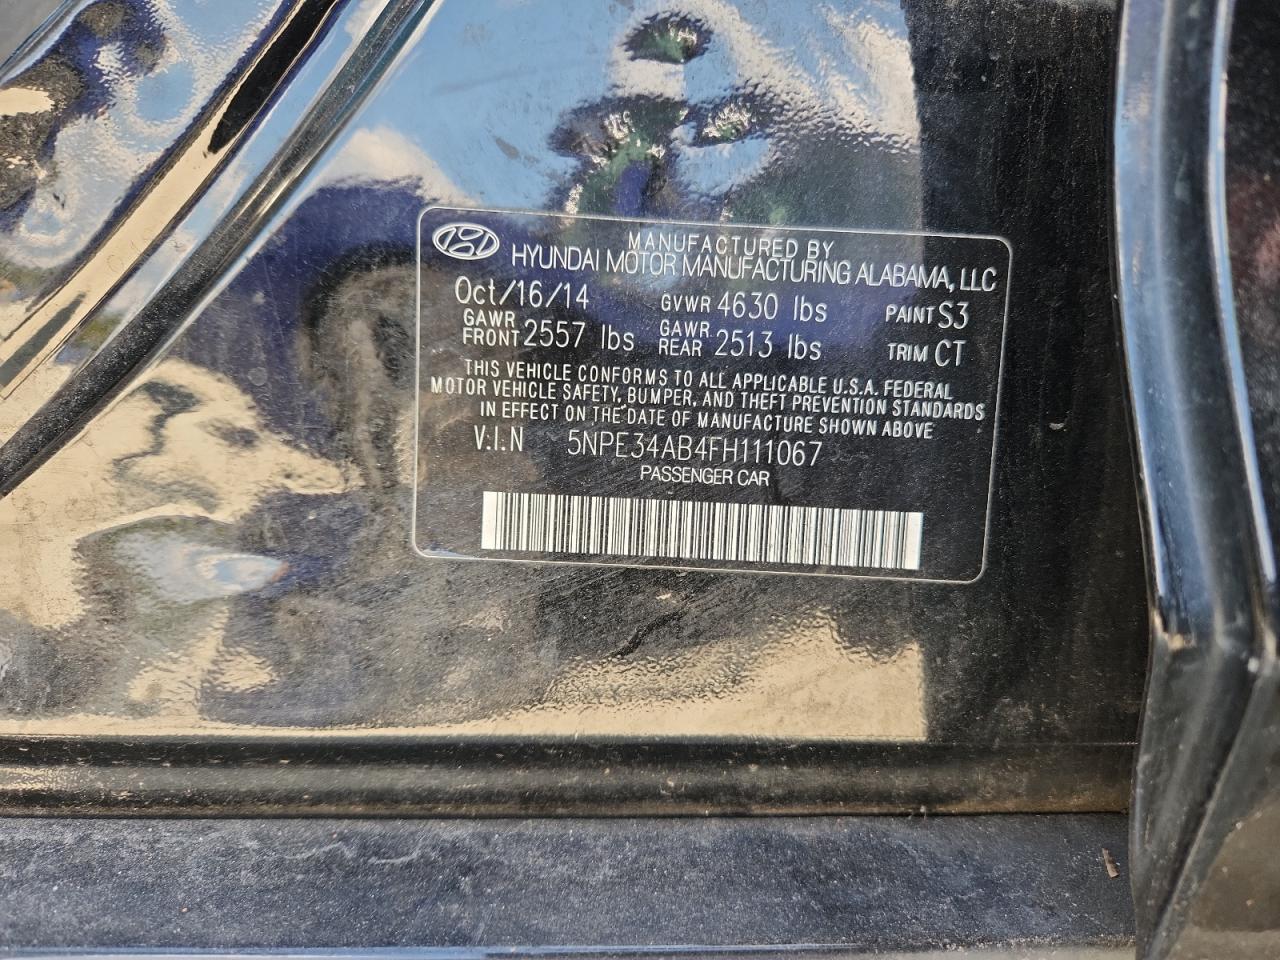 MANUFACTURED BY
HYUNDAI MOTOR MANUFACTURING ALABAMA, LLC
Oct/16/14 GVWR 4630 lbs PAINT S3
GAWR FRONT 2557 lbs GAWR REAR 2513 lbs TRIM CT
THIS VEHICLE CONFORMS TO ALL APPLICABLE U.S.A. FEDERAL
MOTOR VEHICLE SAFETY, BUMPER, AND THEFT PREVENTION STANDARDS
IN EFFECT ON THE DATE OF MANUFACTURE SHOWN ABOVE
V.I.N 5NPE34AB4FH111067
PASSENGER CAR